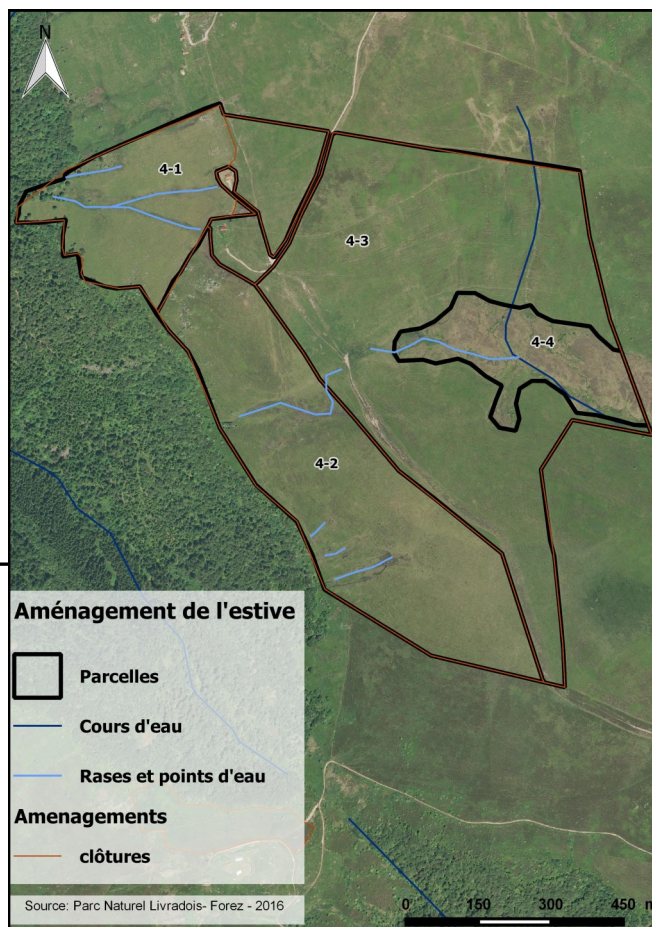 N
4-1
4-3
4-4
4-2
Aménagement de l'estive
Parcelles
Cours d'eau
Rases et points d'eau
Amenagements
clôtures
Source: Parc Naturel Livradois- Forez - 2016
0 150 300 450 m